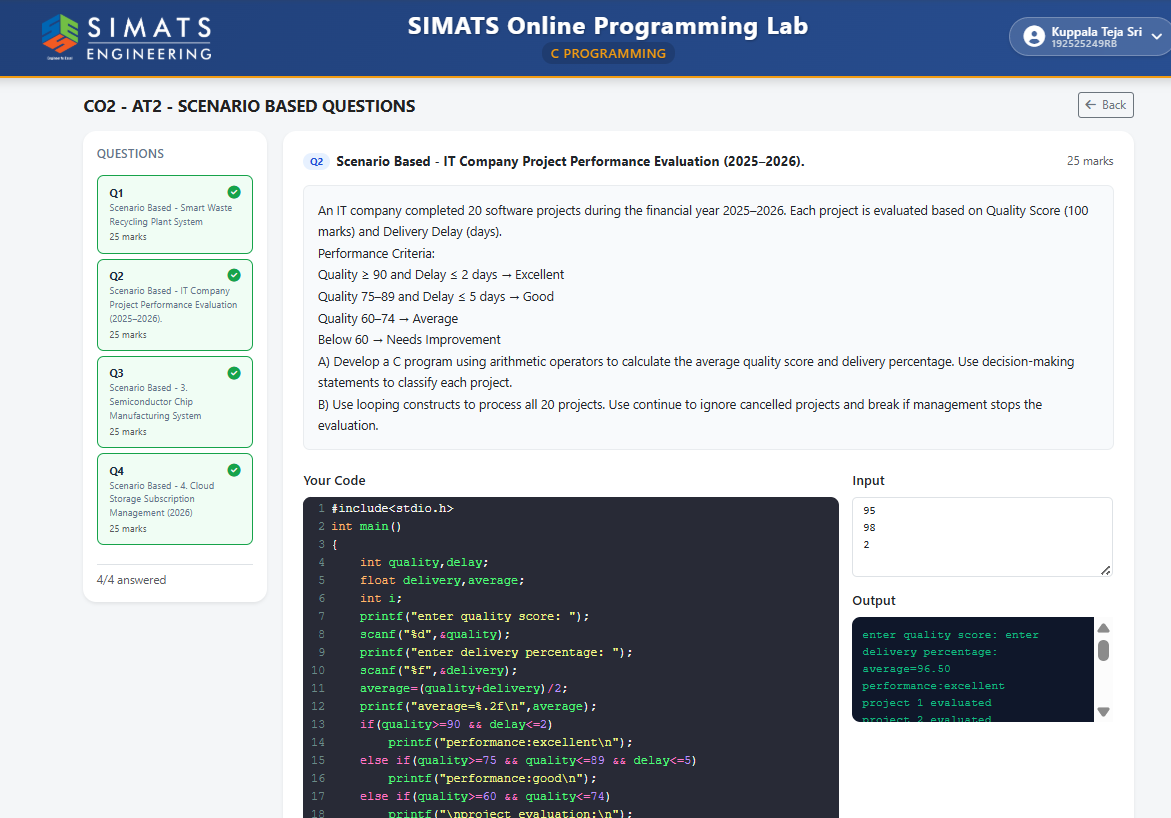 SIMATS
ENGINEERING
Engineer to Excel
SIMATS Online Programming Lab
C PROGRAMMING
Kuppala Teja Sri
192525249RB
CO2 - AT2 - SCENARIO BASED QUESTIONS
← Back
QUESTIONS
Q1
Scenario Based - Smart Waste
Recycling Plant System
25 marks
Q2
Scenario Based - IT Company
Project Performance Evaluation
(2025–2026).
25 marks
Q3
Scenario Based - 3.
Semiconductor Chip
Manufacturing System
25 marks
Q4
Scenario Based - 4. Cloud
Storage Subscription
Management (2026)
25 marks
4/4 answered
Q2 Scenario Based - IT Company Project Performance Evaluation (2025–2026).
25 marks
An IT company completed 20 software projects during the financial year 2025–2026. Each project is evaluated based on Quality Score (100
marks) and Delivery Delay (days).
Performance Criteria:
Quality ≥ 90 and Delay ≤ 2 days → Excellent
Quality 75–89 and Delay ≤ 5 days → Good
Quality 60–74 → Average
Below 60 → Needs Improvement
A) Develop a C program using arithmetic operators to calculate the average quality score and delivery percentage. Use decision-making
statements to classify each project.
B) Use looping constructs to process all 20 projects. Use continue to ignore cancelled projects and break if management stops the
evaluation.
Your Code
1 #include<stdio.h>
2 int main()
3 {
4     int quality,delay;
5     float delivery,average;
6     int i;
7     printf("enter quality score: ");
8     scanf("%d",&quality);
9     printf("enter delivery percentage: ");
10     scanf("%f",&delivery);
11     average=(quality+delivery)/2;
12     printf("average=%.2f\n",average);
13     if(quality>=90 && delay<=2)
14         printf("performance:excellent\n");
15     else if(quality>=75 && quality<=89 && delay<=5)
16         printf("performance:good\n");
17     else if(quality>=60 && quality<=74)
18         printf("\nproject evaluation:\n");
Input
95
98
2
Output
enter quality score: enter
delivery percentage:
average=96.50
performance:excellent
project 1 evaluated
project 2 evaluated